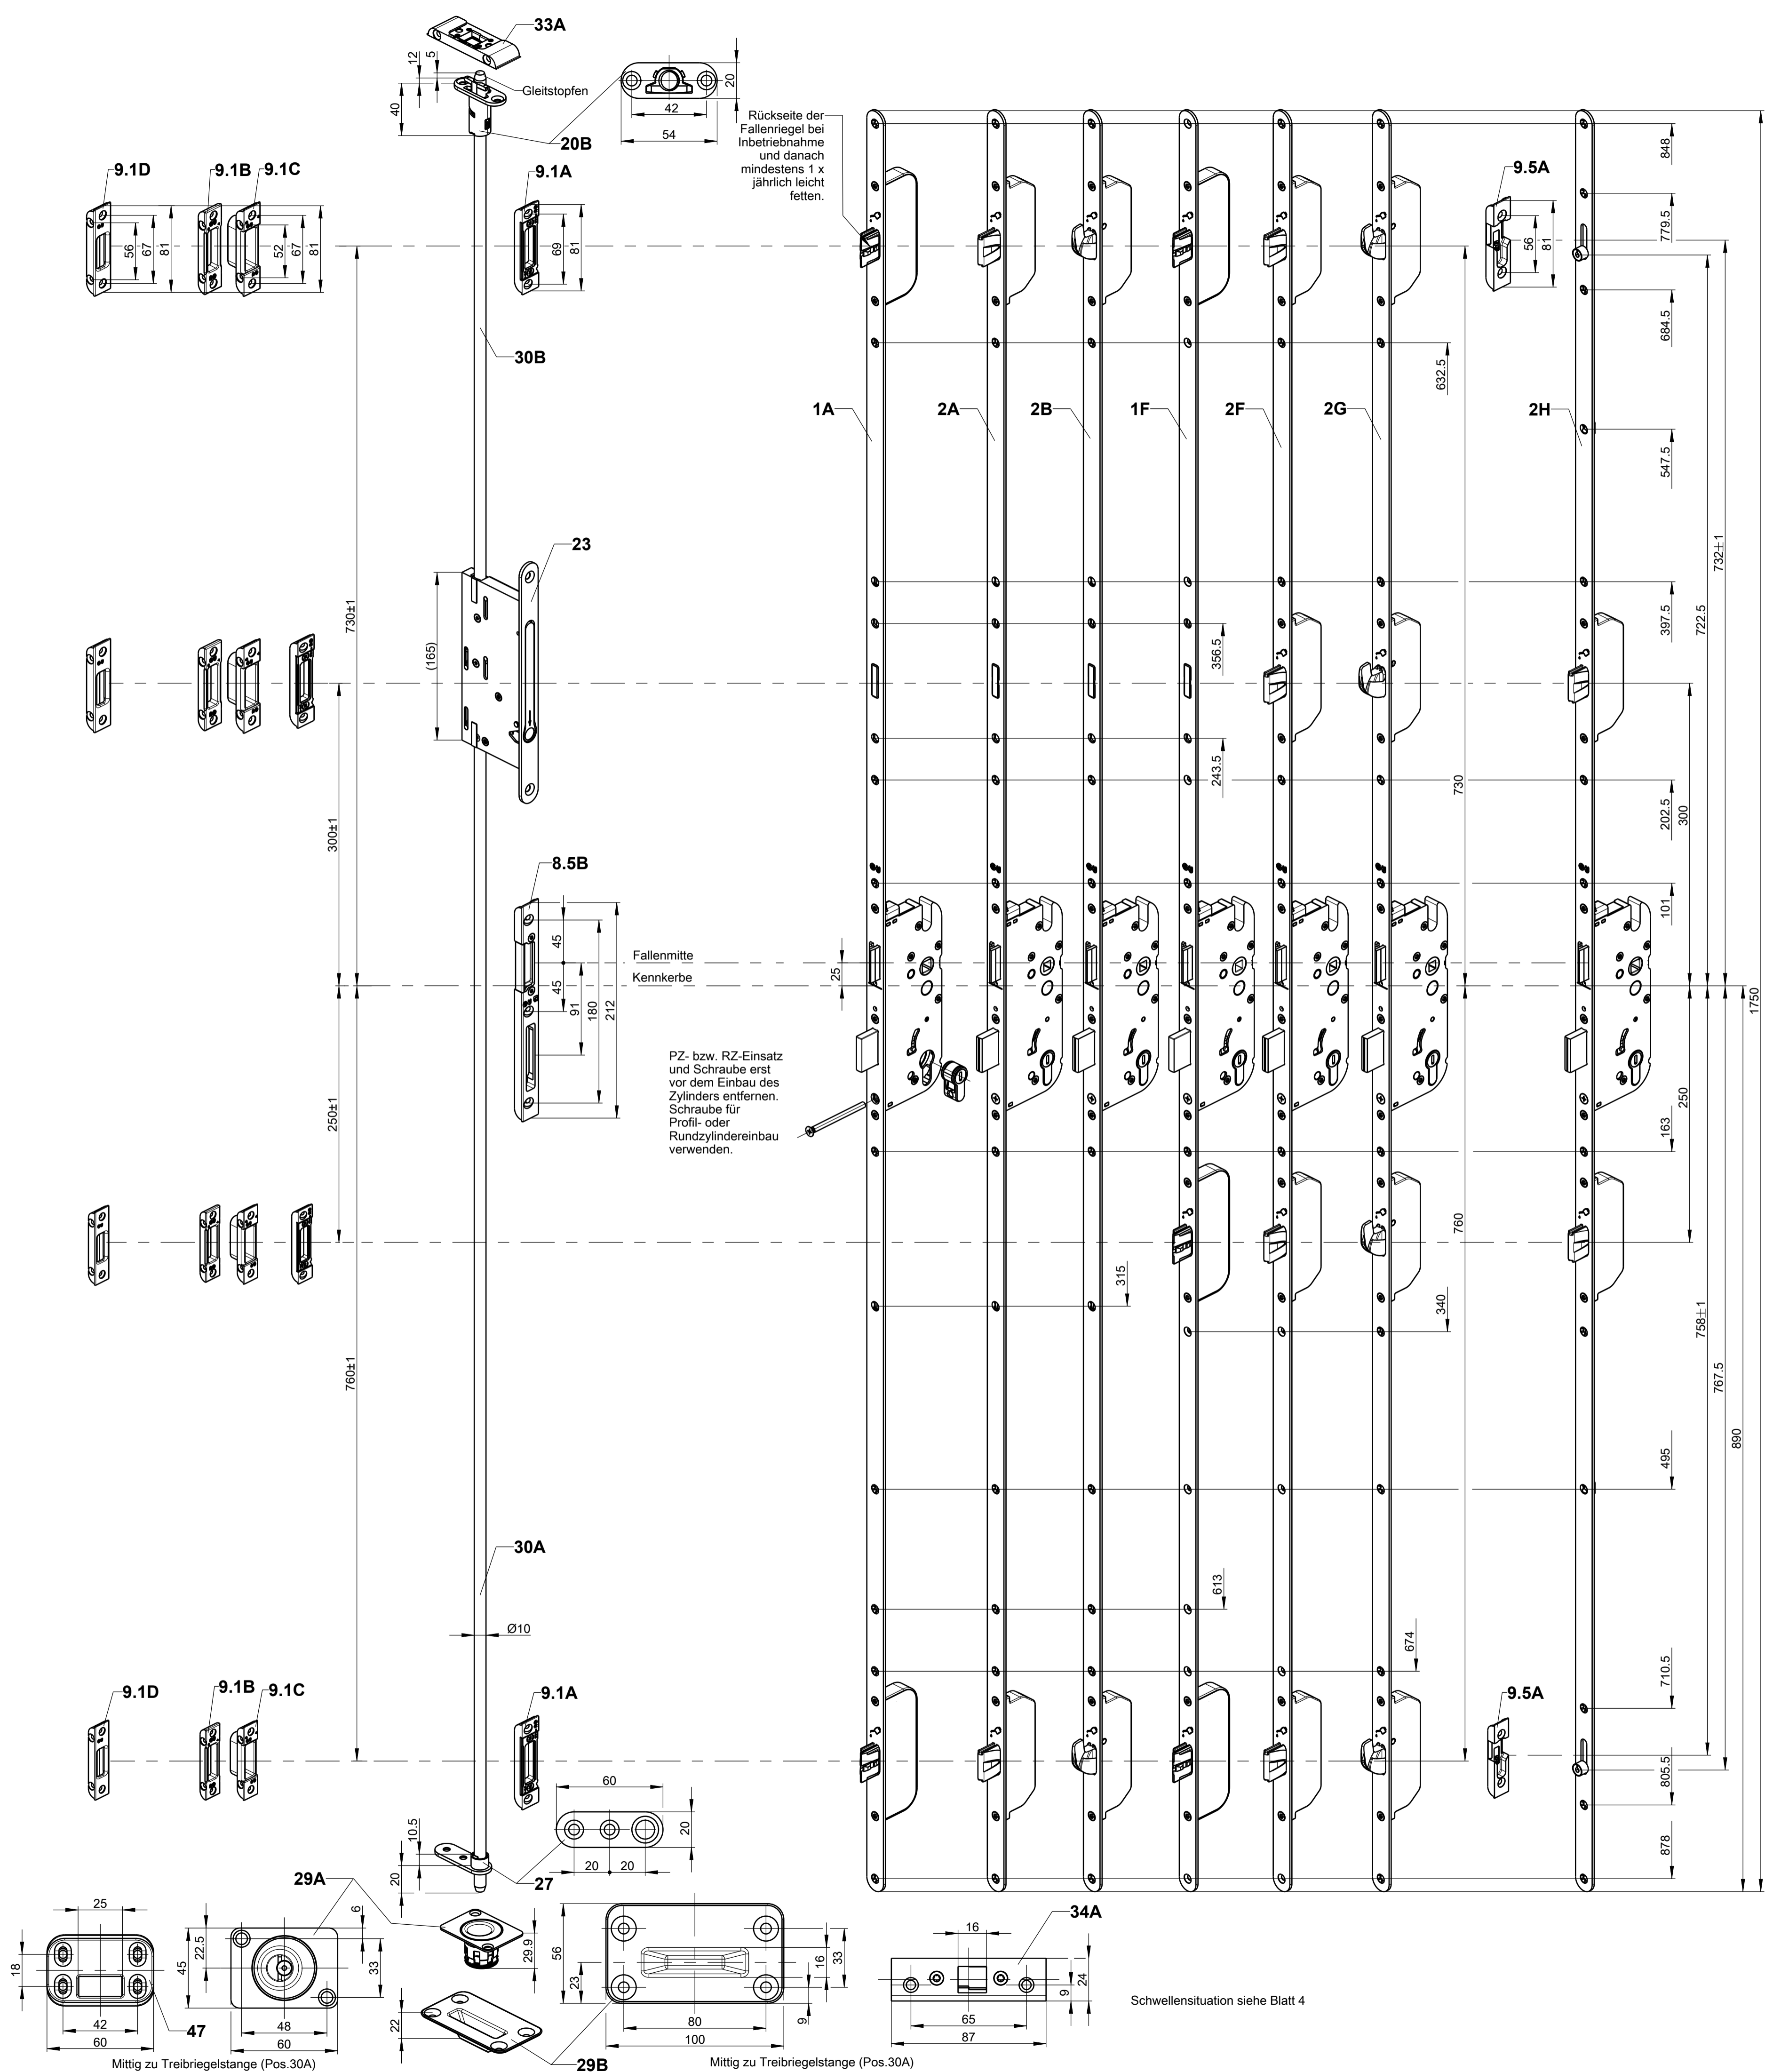 33A
12
5
Gleitstopfen
40
20B
20
42
54
Rückseite der
Fallenriegel bei
Inbetriebnahme
und danach
mindestens 1 x
jährlich leicht
fetten.
848
9.1D
9.1B
9.1C
9.1A
9.5A
56
67
81
52
67
81
69
81
56
81
779.5
684.5
30B
632.5
1A
2A
2B
1F
2F
2G
2H
547.5
23
732±1
730±1
(165)
397.5
722.5
356.5
243.5
730
202.5
300
300±1
8.5B
101
45
Fallenmitte
Kennkerbe
25
45
91
180
212
1750
PZ- bzw. RZ-Einsatz
und Schraube erst
vor dem Einbau des
Zylinders entfernen.
Schraube für
Profil- oder
Rundzylindereinbau
verwenden.
250±1
250
163
760
315
340
758±1
760±1
767.5
890
495
30A
613
Ø10
674
710.5
9.1D
9.1B
9.1C
9.1A
9.5A
805.5
60
10.5
20
20
20
20
27
878
29A
25
6
22.5
45
33
18
42
60
47
48
60
29.9
56
23
16
33
9
80
100
22
29B
34A
16
24
9
65
87
Schwellensituation siehe Blatt 4
Mittig zu Treibriegelstange (Pos.30A)
Mittig zu Treibriegelstange (Pos.30A)